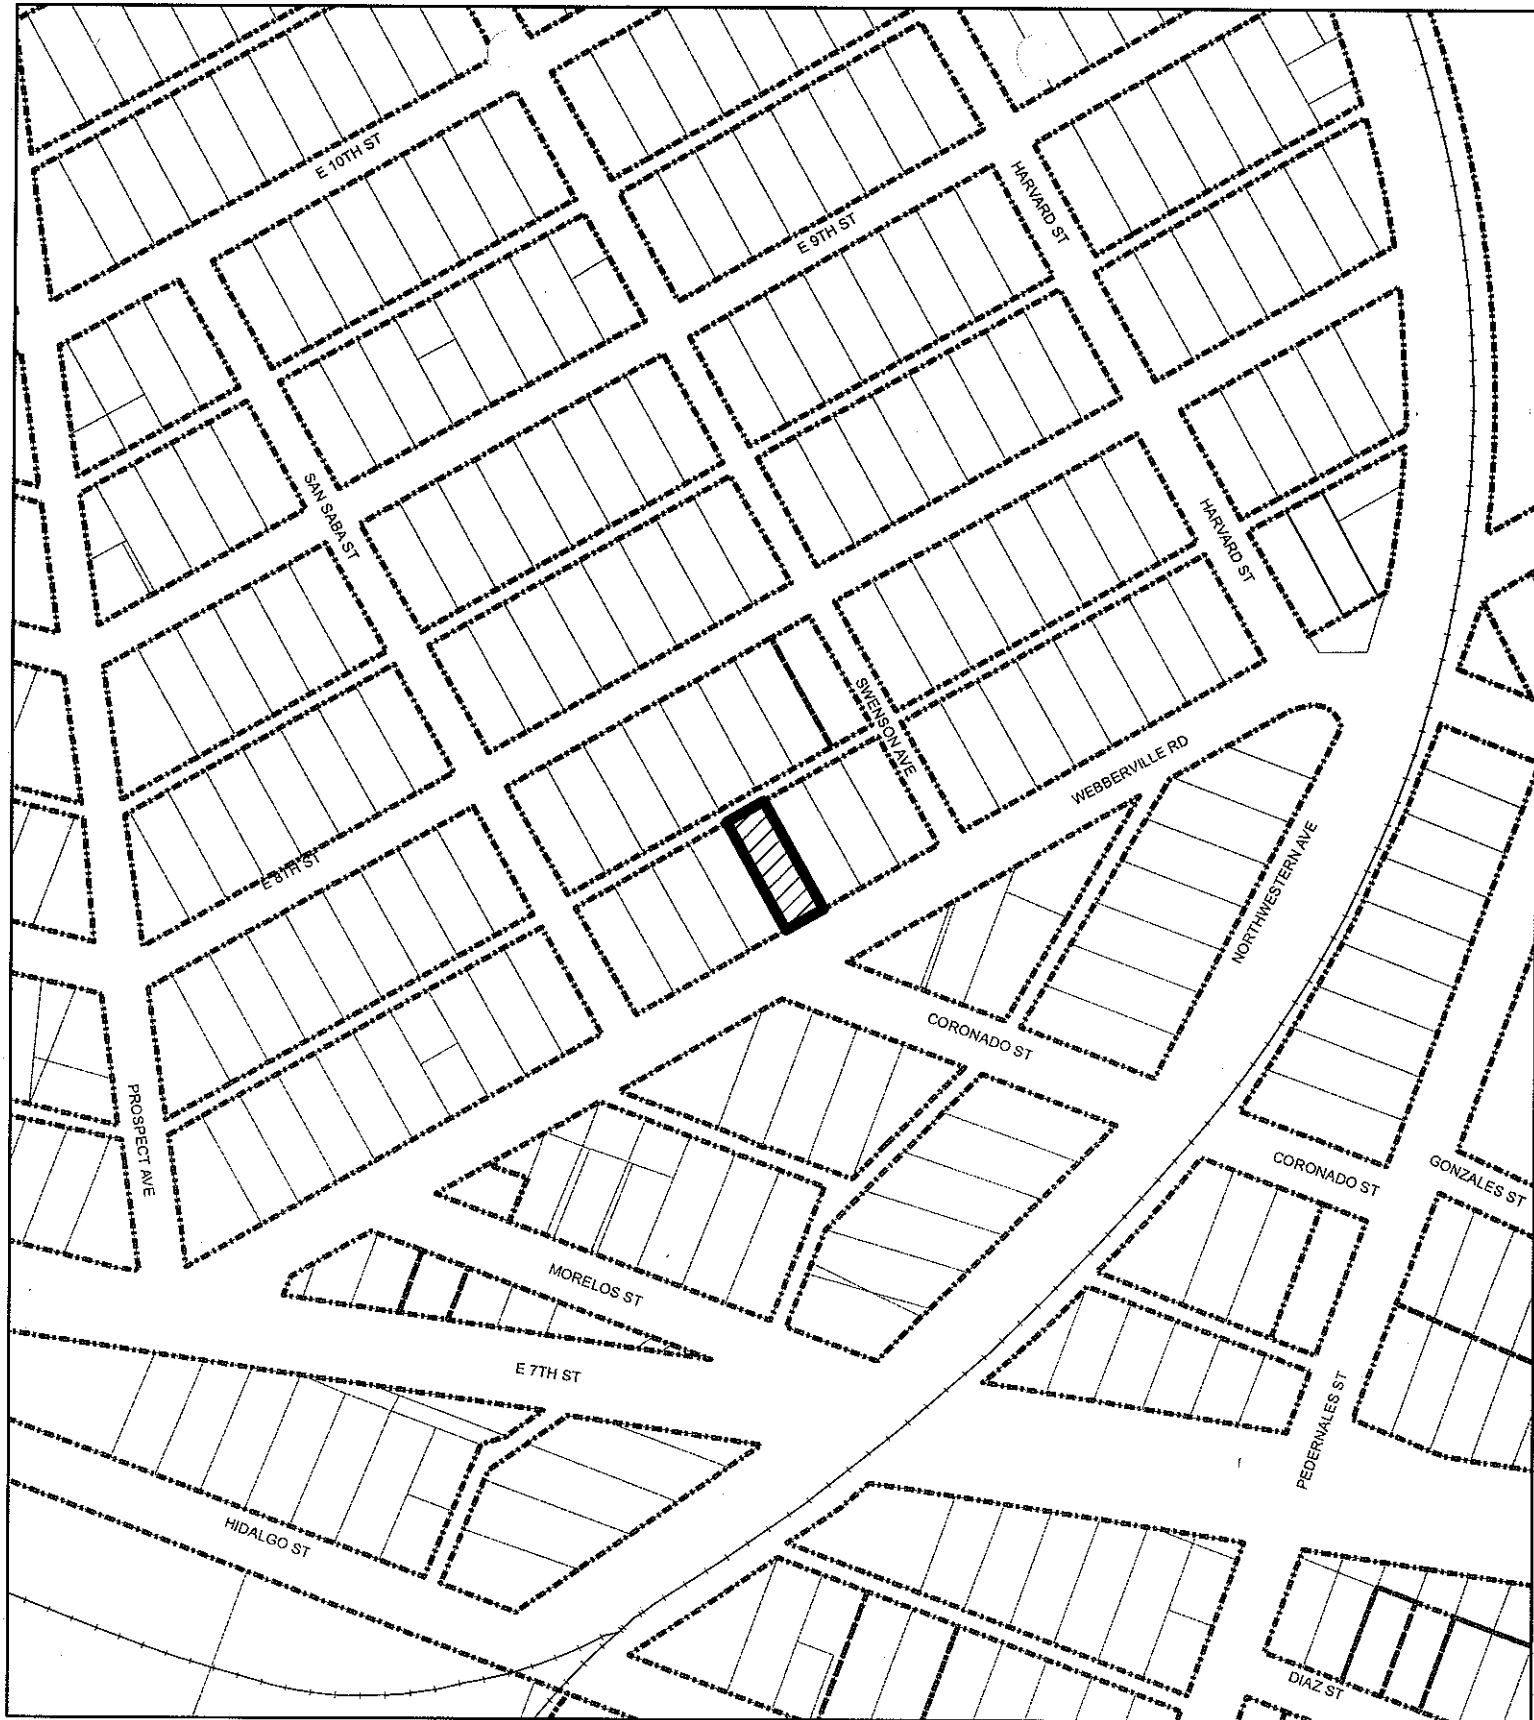 E 10TH ST
HARVARD ST
E 9TH ST
SAN SABA ST
HARVARD ST
SWENSON AVE
WEBBERVILLE RD
E 8TH ST
NORTHWESTERN AVE
CORONADO ST
PROSPECT AVE
CORONADO ST
GONZALES ST
MORELOS ST
E 7TH ST
PEDERNALES ST
HIDALGO ST
DIAZ ST